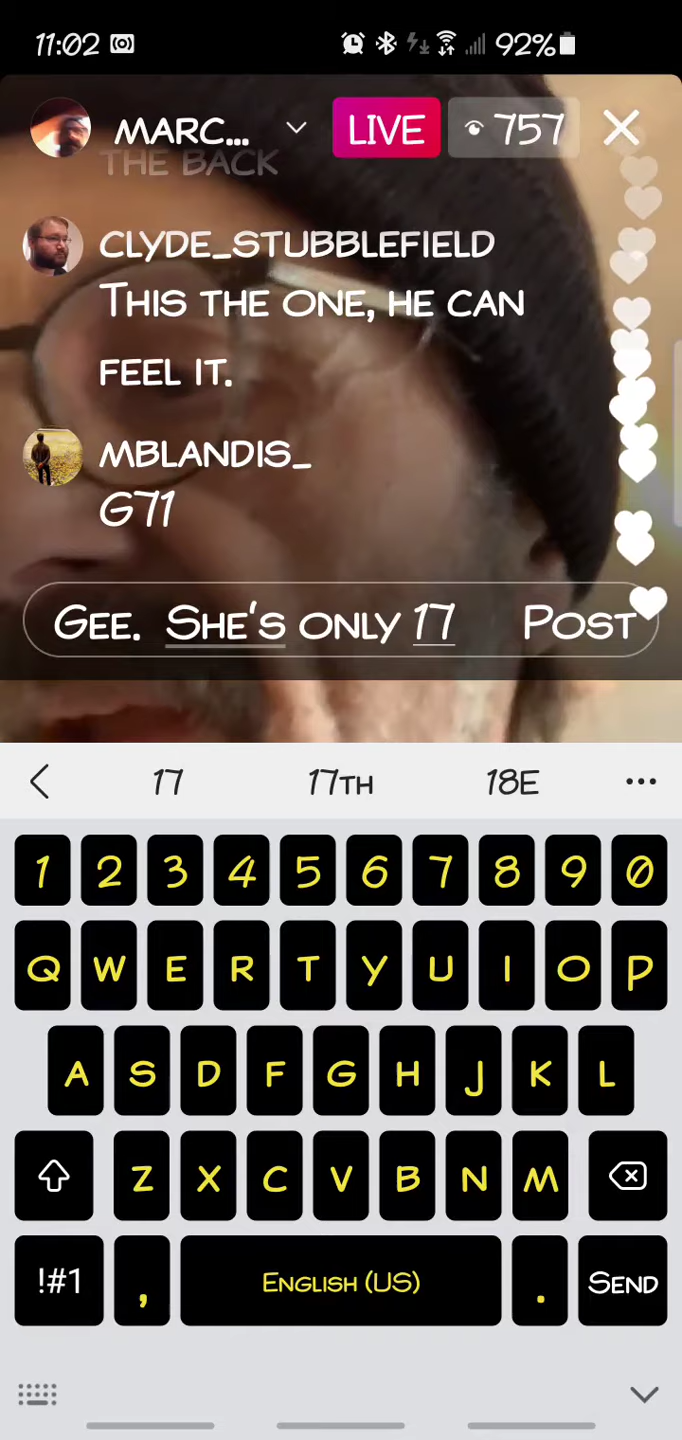 11:02 92%
MARC... LIVE 757
THE BACK
CLYDE_STUBBLEFIELD
THIS THE ONE, HE CAN
FEEL IT.
MBLANDIS_
G71
GEE. SHE'S ONLY 17 POST
17 17TH 18E ...
1 2 3 4 5 6 7 8 9 0
Q W E R T Y U I O P
A S D F G H J K L
Z X C V B N M
!#1 , ENGLISH (US) . SEND